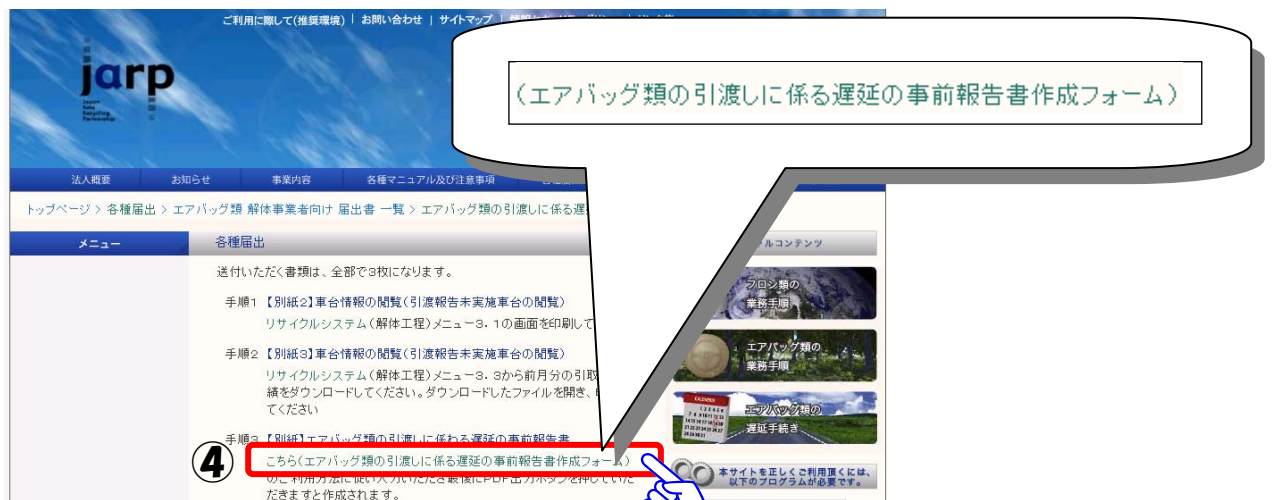 ご利用に際して(推奨環境) | お問い合わせ | サイトマップ |
jarp
(エアバッグ類の引渡しに係る遅延の事前報告書作成フォーム)
法人概要 お知らせ 事業内容 各種マニュアル及び注意事項
トップページ > 各種届出 > エアバッグ類 解体事業者向け 届出書 一覧 > エアバッグ類の引渡しに係る遅
メニュー
各種届出
ルコンテンツ
送付いただく書類は、全部で3枚になります。
手順1 【別紙2】車台情報の閲覧(引渡報告未実施車台の閲覧)
リサイクルシステム(解体工程)メニュー3.1の画面を印刷して
手順2 【別紙3】車台情報の閲覧(引渡報告未実施車台の閲覧)
リサイクルシステム(解体工程)メニュー3.3から前月分の引取
績をダウンロードしてください。ダウンロードしたファイルを開き、
てください
手順3 【別紙】エアバッグ類の引渡しに係わる遅延の事前報告書
④
こちら(エアバッグ類の引渡しに係る遅延の事前報告書作成フォーム)
のご利用方法に従い入力いただき最後にPDF出力ボタンを押していた
だきますと作成されます。
フロン類の
業務手順
エアバッグ類の
業務手順
エアバッグ類の
遅延手続き
本サイトを正しくご利用頂くには、
以下のプログラムが必要です。